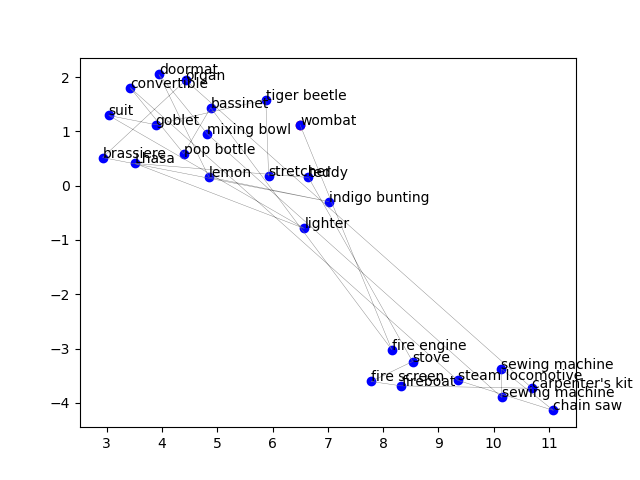 doormat
organ
convertible
tiger beetle
bassinet
suit
goblet
wombat
mixing bowl
pop bottle
brassiere
chasa
lemon
stretcher
teddy
indigo bunting
lighter
fire engine
stove
sewing machine
fire screen
steam locomotive
fireboat
carpenter's kit
sewing machine
chain saw
2
1
0
−1
−2
−3
−4
3 4 5 6 7 8 9 10 11